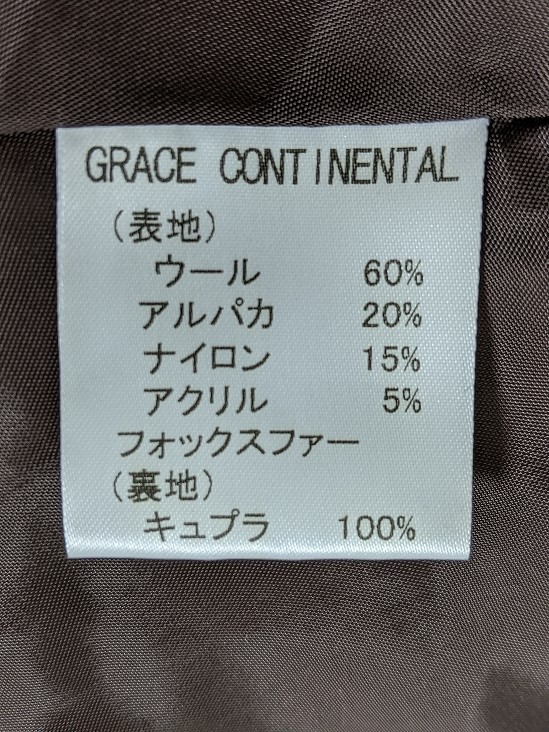 GRACE CONTINENTAL
（表地）
ウール 60%
アルパカ 20%
ナイロン 15%
アクリル 5%
フォックスファー
（裏地）
キュプラ 100%